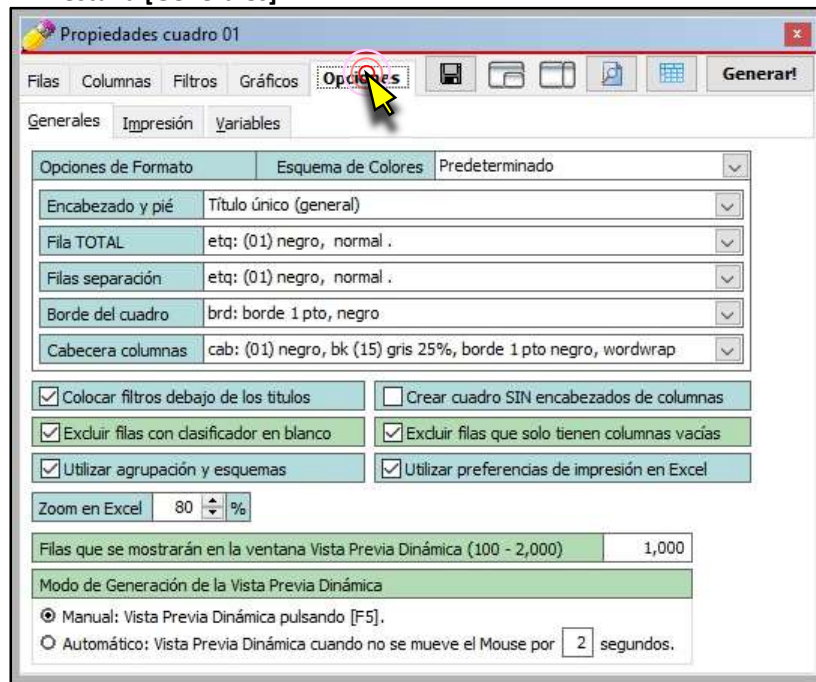 Propiedades cuadro 01
Filas Columnas Filtros Gráficos Opciones Generar!
Generales Impresión Variables
Opciones de Formato Esquema de Colores Predeterminado
Encabezado y pié Título único (general)
Fila TOTAL etq: (01) negro, normal .
Filas separación etq: (01) negro, normal .
Borde del cuadro brd: borde 1 pto, negro
Cabecera columnas cab: (01) negro, bk (15) gris 25%, borde 1 pto negro, wordwrap
Colocar filtros debajo de los titulos Crear cuadro SIN encabezados de columnas
Excluir filas con clasificador en blanco Excluir filas que solo tienen columnas vacías
Utilizar agrupación y esquemas Utilizar preferencias de impresión en Excel
Zoom en Excel 80 %
Filas que se mostrarán en la ventana Vista Previa Dinámica (100 - 2,000) 1,000
Modo de Generación de la Vista Previa Dinámica
Manual: Vista Previa Dinámica pulsando [F5].
Automático: Vista Previa Dinámica cuando no se mueve el Mouse por 2 segundos.